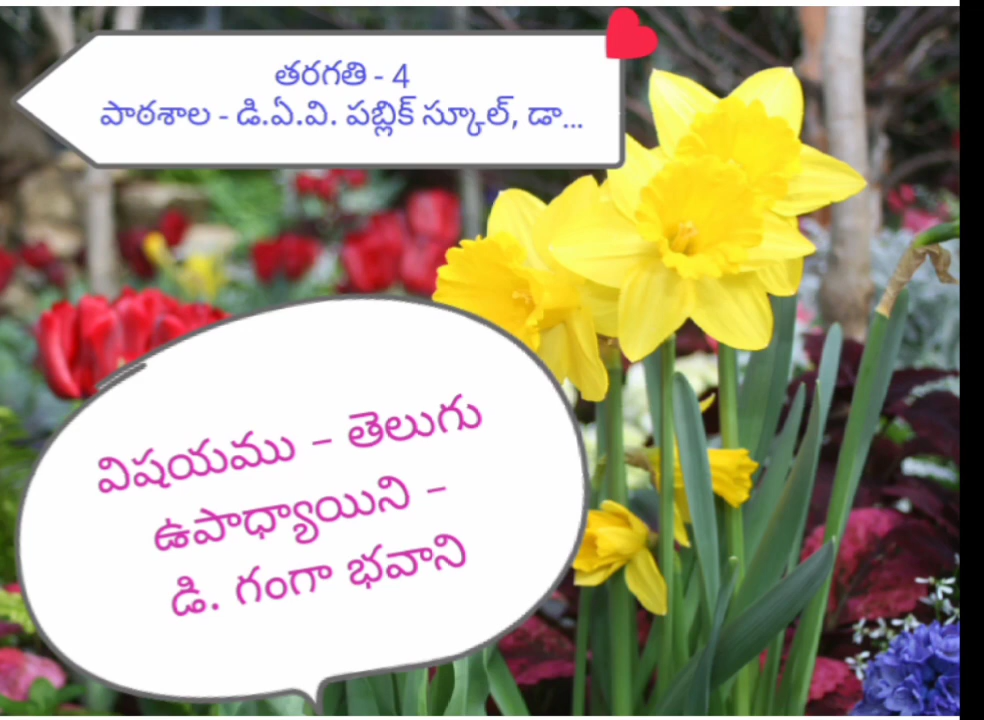 తరగతి - 4
పాఠశాల - డి.ఏ.వి. పబ్లిక్ స్కూల్, డా...
విషయము – తెలుగు
ఉపాధ్యాయిని –
డి. గంగా భవాని